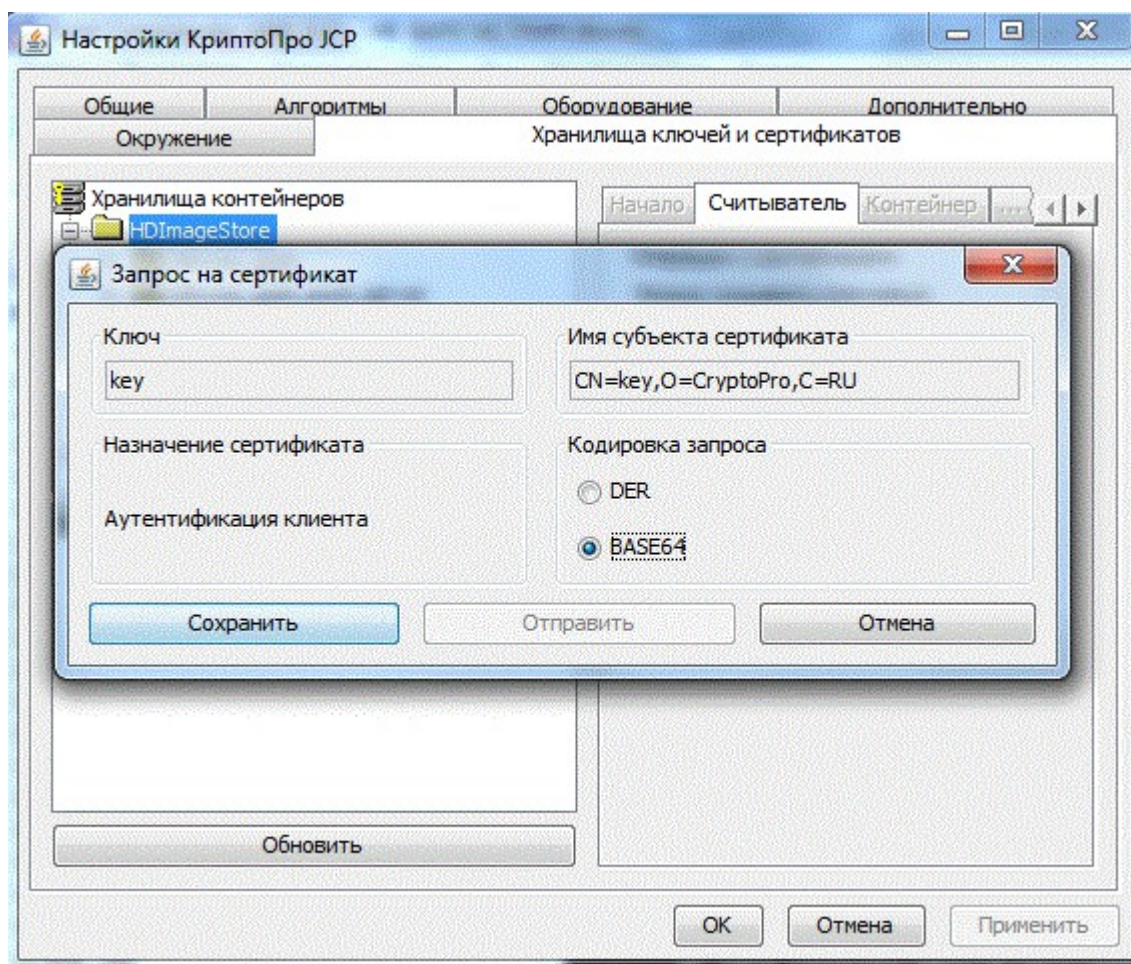 Настройки КриптоПро JCP
Общие Алгоритмы Оборудование Дополнительно
Окружение Хранилища ключей и сертификатов
Хранилища контейнеров
HDImageStore
Начало Считыватель Контейнер ...
Запрос на сертификат
Ключ Имя субъекта сертификата
key CN=key,O=CryptoPro,C=RU
Назначение сертификата Кодировка запроса
DER
Аутентификация клиента
BASE64
Сохранить Отправить Отмена
Обновить
OK Отмена Применить